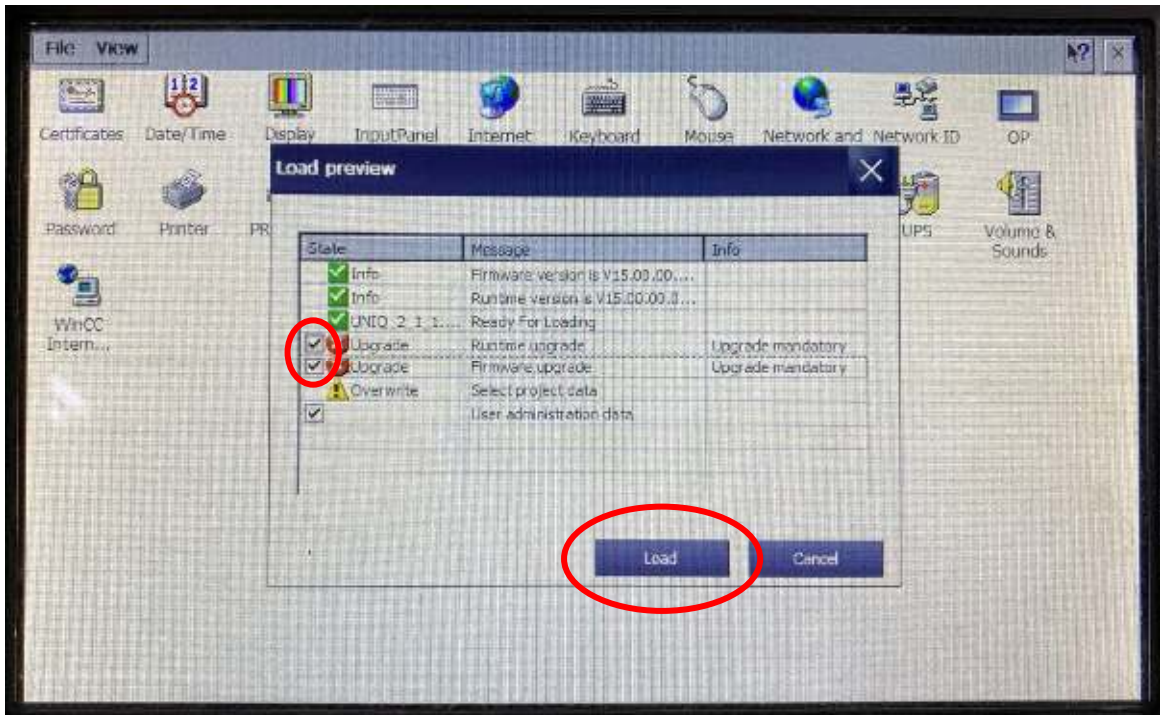 File View
Certificates Date/Time Display InputPanel Internet Keyboard Mouse Network and Network ID OP
Load preview
Password Printer PR UPS Volume & Sounds
State Message Info
Info Firmware version is V15.00.00....
Info Runtime version is V15.00.00.0...
UNIO_2_1_1.... Ready For Loading
Upgrade Runtime upgrade Upgrade mandatory
Upgrade Firmware upgrade Upgrade mandatory
Overwrite Select project data
User administration data
WinCC
Intern...
Load Cancel